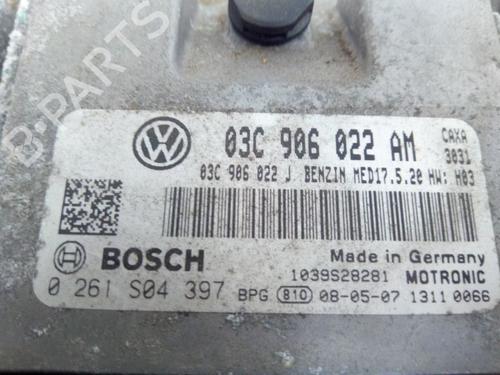 B-PARTS
VW
03C 906 022 AM
CAXA
3031
03C 906 022 J BENZIN MED17.5.20 HW: H03
BOSCH
Made in Germany
1039S28281 MOTRONIC
0 261 S04 397 BPG 810 08-05-07 1311 0066